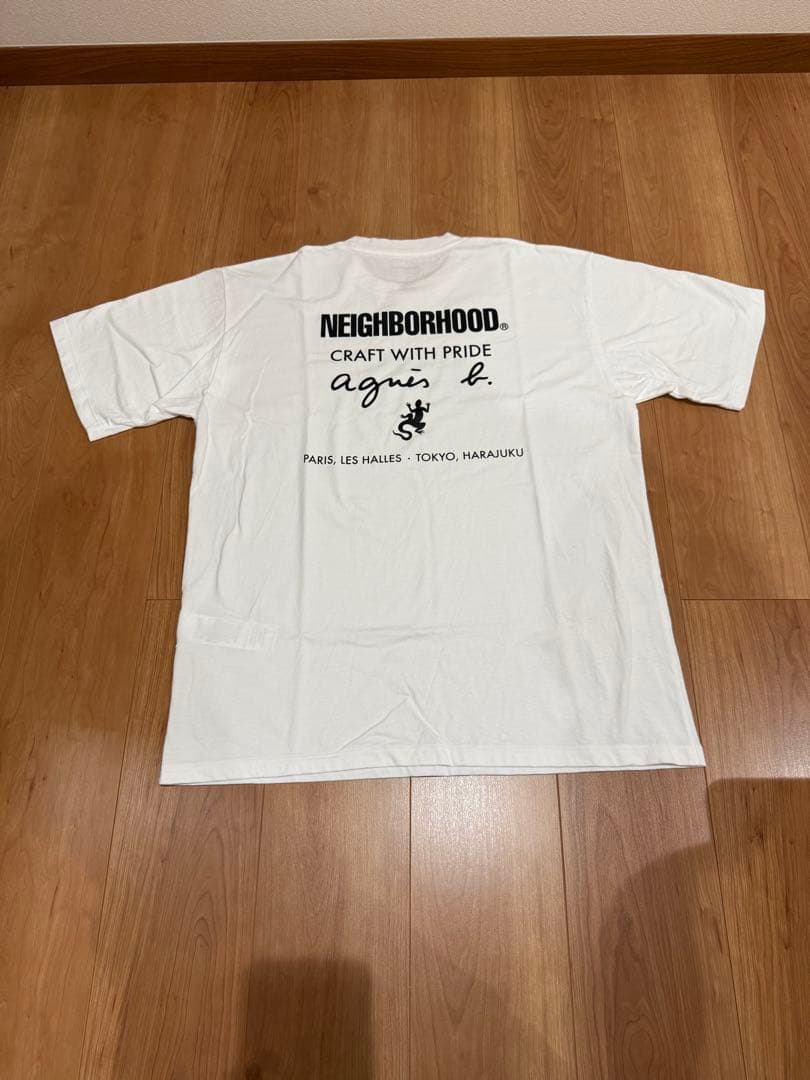 NEIGHBORHOOD®
CRAFT WITH PRIDE
agnès b.
PARIS, LES HALLES · TOKYO, HARAJUKU